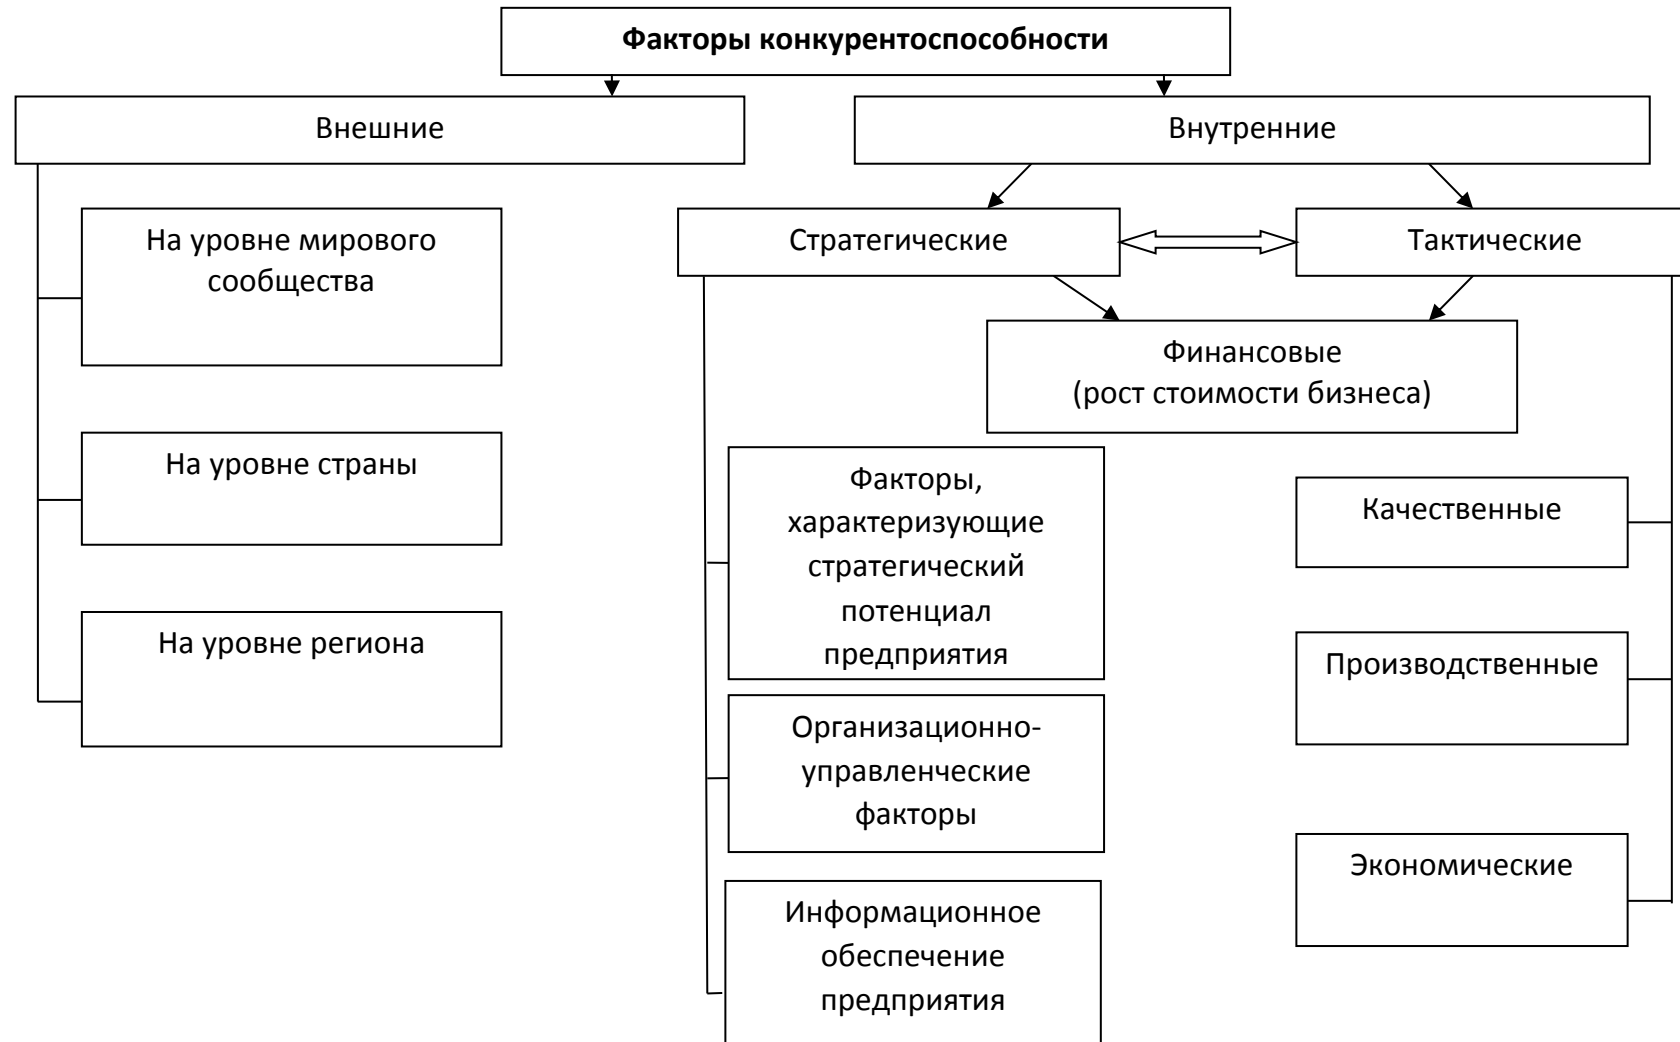 Факторы конкурентоспособности
Внешние
Внутренние
На уровне мирового
сообщества
На уровне страны
На уровне региона
Стратегические
Тактические
Финансовые
(рост стоимости бизнеса)
Факторы,
характеризующие
стратегический
потенциал
предприятия
Организационно-
управленческие
факторы
Информационное
обеспечение
предприятия
Качественные
Производственные
Экономические